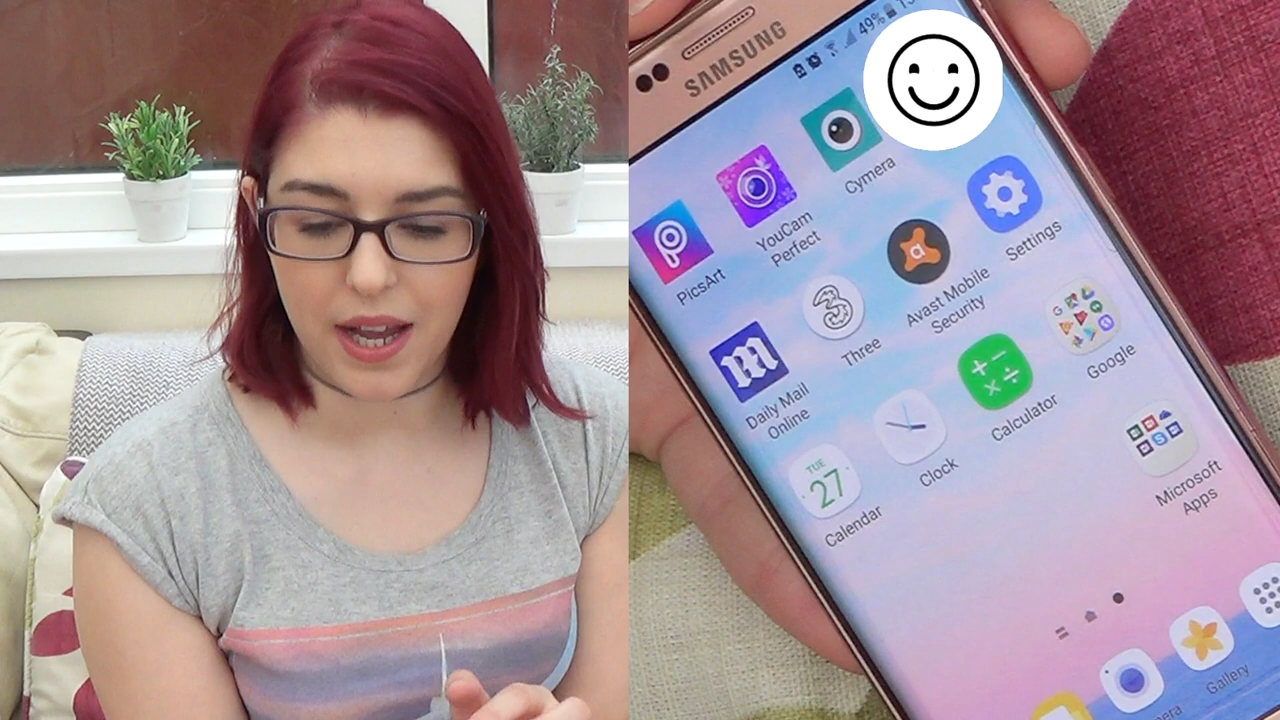 SAMSUNG
49%
Cymera
YouCam
Perfect
PicsArt
Settings
Avast Mobile
Security
Three
Daily Mail
Online
Google
Calculator
Clock
TUE
27
Calendar
Microsoft
Apps
Gallery